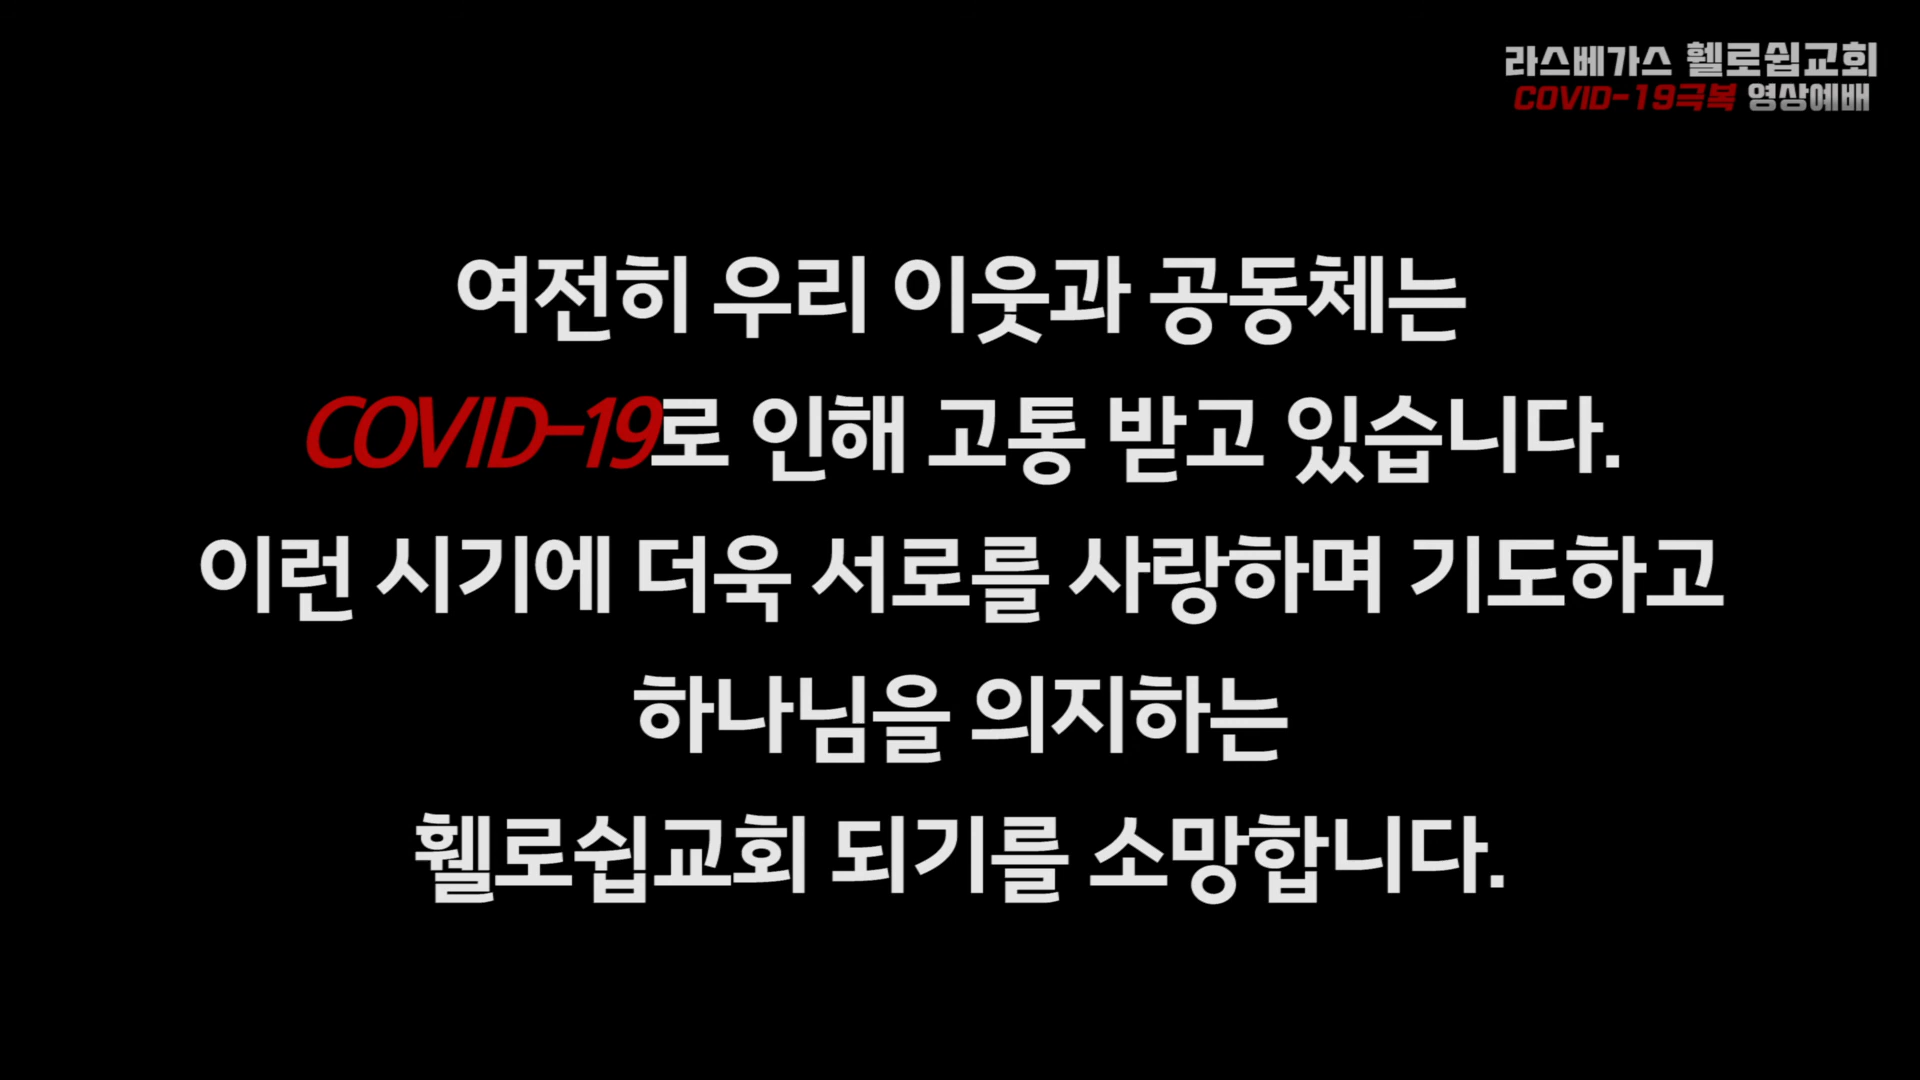 라스베가스 휄로쉽교회
COVID-19극복 영상예배
여전히 우리 이웃과 공동체는
COVID-19로 인해 고통 받고 있습니다.
이런 시기에 더욱 서로를 사랑하며 기도하고
하나님을 의지하는
휄로쉽교회 되기를 소망합니다.